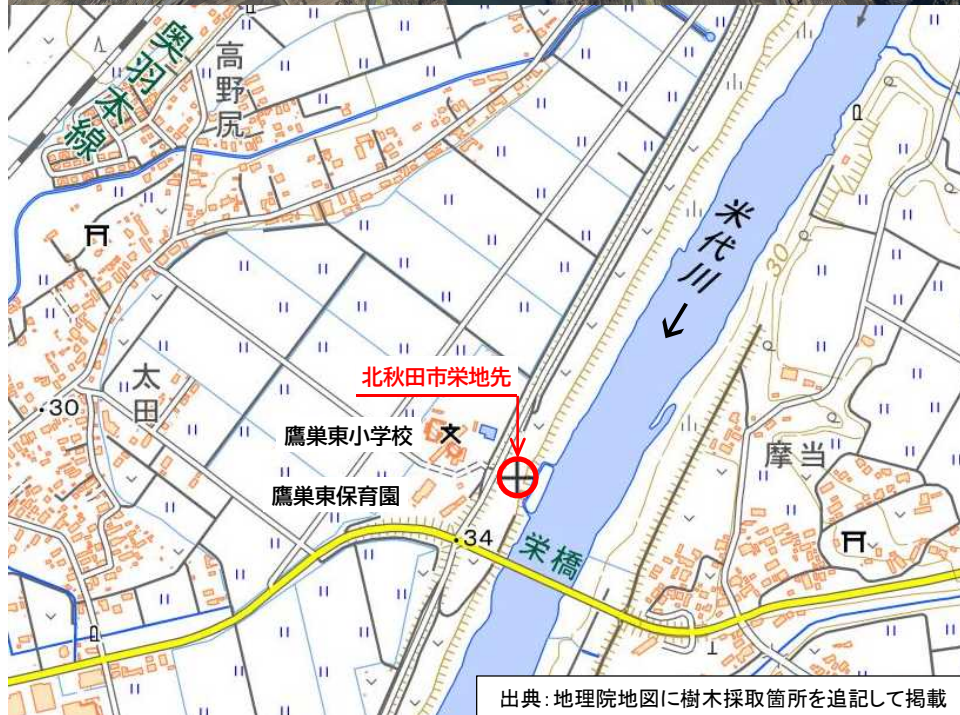 奥羽本線
高野尻
米代川
30
北秋田市栄地先
太田
・30
鷹巣東小学校
文
摩当
鷹巣東保育園
・34
栄橋
出典：地理院地図に樹木採取箇所を追記して掲載